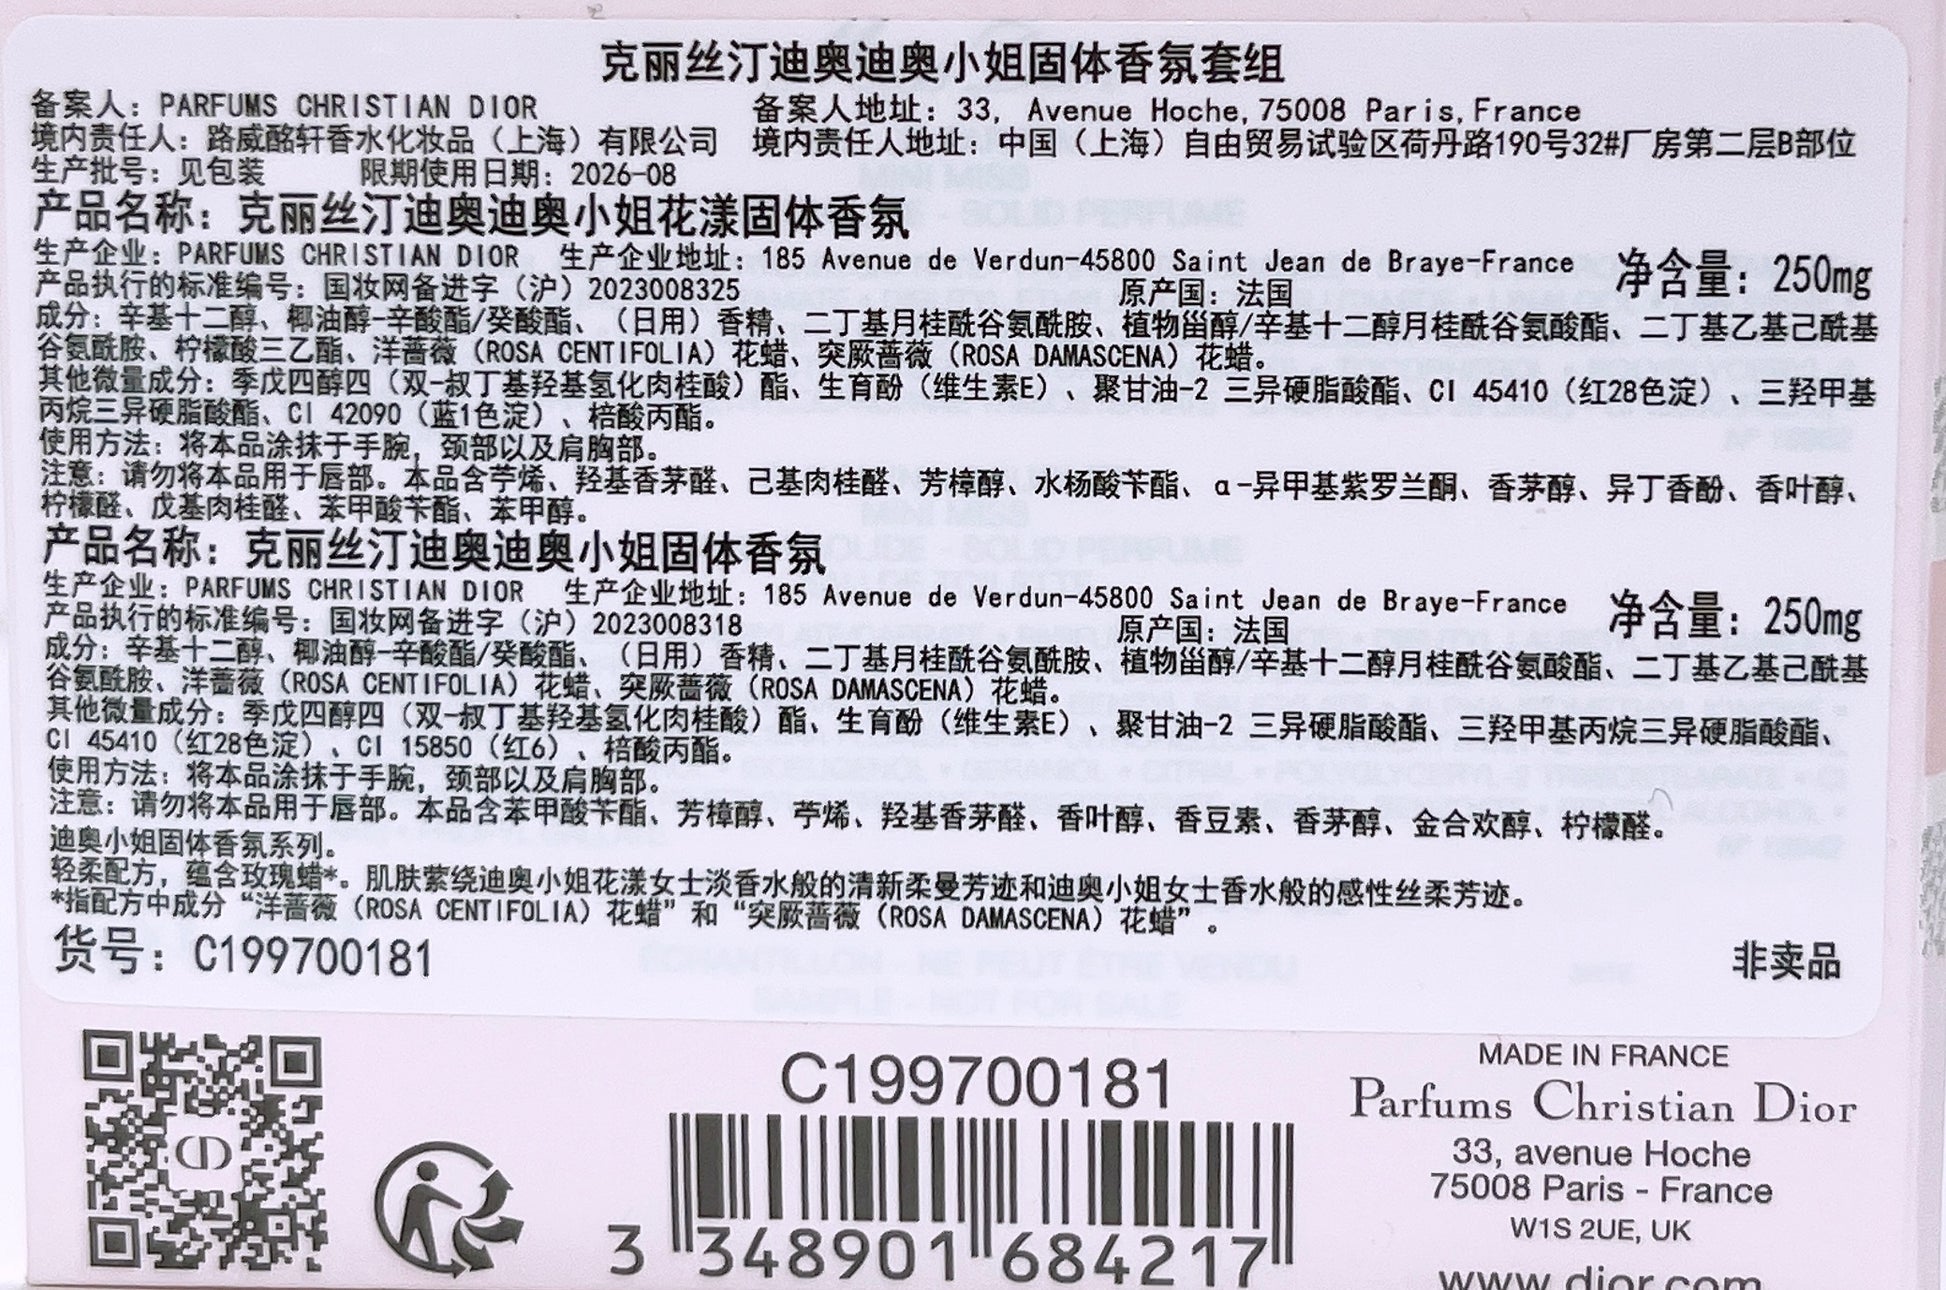 克丽丝汀迪奥迪奥小姐固体香氛套组
备案人：PARFUMS CHRISTIAN DIOR 备案人地址：33, Avenue Hoche,75008 Paris,France
境内责任人：路威酩轩香水化妆品（上海）有限公司 境内责任人地址：中国（上海）自由贸易试验区荷丹路190号32#厂房第二层B部位
生产批号：见包装 限期使用日期：2026-08
产品名称：克丽丝汀迪奥迪奥小姐花漾固体香氛
生产企业：PARFUMS CHRISTIAN DIOR 生产企业地址：185 Avenue de Verdun-45800 Saint Jean de Braye-France 净含量：250mg
产品执行的标准编号：国妆网备进字（沪）2023008325 原产国：法国
成分：辛基十二醇、椰油醇-辛酸酯/癸酸酯、（日用）香精、二丁基月桂酰谷氨酰胺、植物甾醇/辛基十二醇月桂酰谷氨酸酯、二丁基乙基己酰基
谷氨酰胺、柠檬酸三乙酯、洋蔷薇（ROSA CENTIFOLIA）花蜡、突厥蔷薇（ROSA DAMASCENA）花蜡。
其他微量成分：季戊四醇四（双-叔丁基羟基氢化肉桂酸）酯、生育酚（维生素E）、聚甘油-2 三异硬脂酸酯、CI 45410（红28色淀）、三羟甲基
丙烷三异硬脂酸酯、CI 42090（蓝1色淀）、棓酸丙酯。
使用方法：将本品涂抹于手腕，颈部以及肩胸部。
注意：请勿将本品用于唇部。本品含苧烯、羟基香茅醛、己基肉桂醛、芳樟醇、水杨酸苄酯、α-异甲基紫罗兰酮、香茅醇、异丁香酚、香叶醇、
柠檬醛、戊基肉桂醛、苯甲酸苄酯、苯甲醇。
产品名称：克丽丝汀迪奥迪奥小姐固体香氛
生产企业：PARFUMS CHRISTIAN DIOR 生产企业地址：185 Avenue de Verdun-45800 Saint Jean de Braye-France 净含量：250mg
产品执行的标准编号：国妆网备进字（沪）2023008318 原产国：法国
成分：辛基十二醇、椰油醇-辛酸酯/癸酸酯、（日用）香精、二丁基月桂酰谷氨酰胺、植物甾醇/辛基十二醇月桂酰谷氨酸酯、二丁基乙基己酰基
谷氨酰胺、洋蔷薇（ROSA CENTIFOLIA）花蜡、突厥蔷薇（ROSA DAMASCENA）花蜡。
其他微量成分：季戊四醇四（双-叔丁基羟基氢化肉桂酸）酯、生育酚（维生素E）、聚甘油-2 三异硬脂酸酯、三羟甲基丙烷三异硬脂酸酯、
CI 45410（红28色淀）、CI 15850（红6）、棓酸丙酯。
使用方法：将本品涂抹于手腕，颈部以及肩胸部。
注意：请勿将本品用于唇部。本品含苯甲酸苄酯、芳樟醇、苧烯、羟基香茅醛、香叶醇、香豆素、香茅醇、金合欢醇、柠檬醛。
迪奥小姐固体香氛系列。
轻柔配方，蕴含玫瑰蜡*。肌肤萦绕迪奥小姐花漾女士淡香水般的清新柔曼芳迹和迪奥小姐女士香水般的感性丝柔芳迹。
*指配方中成分“洋蔷薇（ROSA CENTIFOLIA）花蜡”和“突厥蔷薇（ROSA DAMASCENA）花蜡”。
货号：C199700181 非卖品
C199700181
3 348901 684217
MADE IN FRANCE
Parfums Christian Dior
33, avenue Hoche
75008 Paris - France
W1S 2UE, UK
www.dior.com